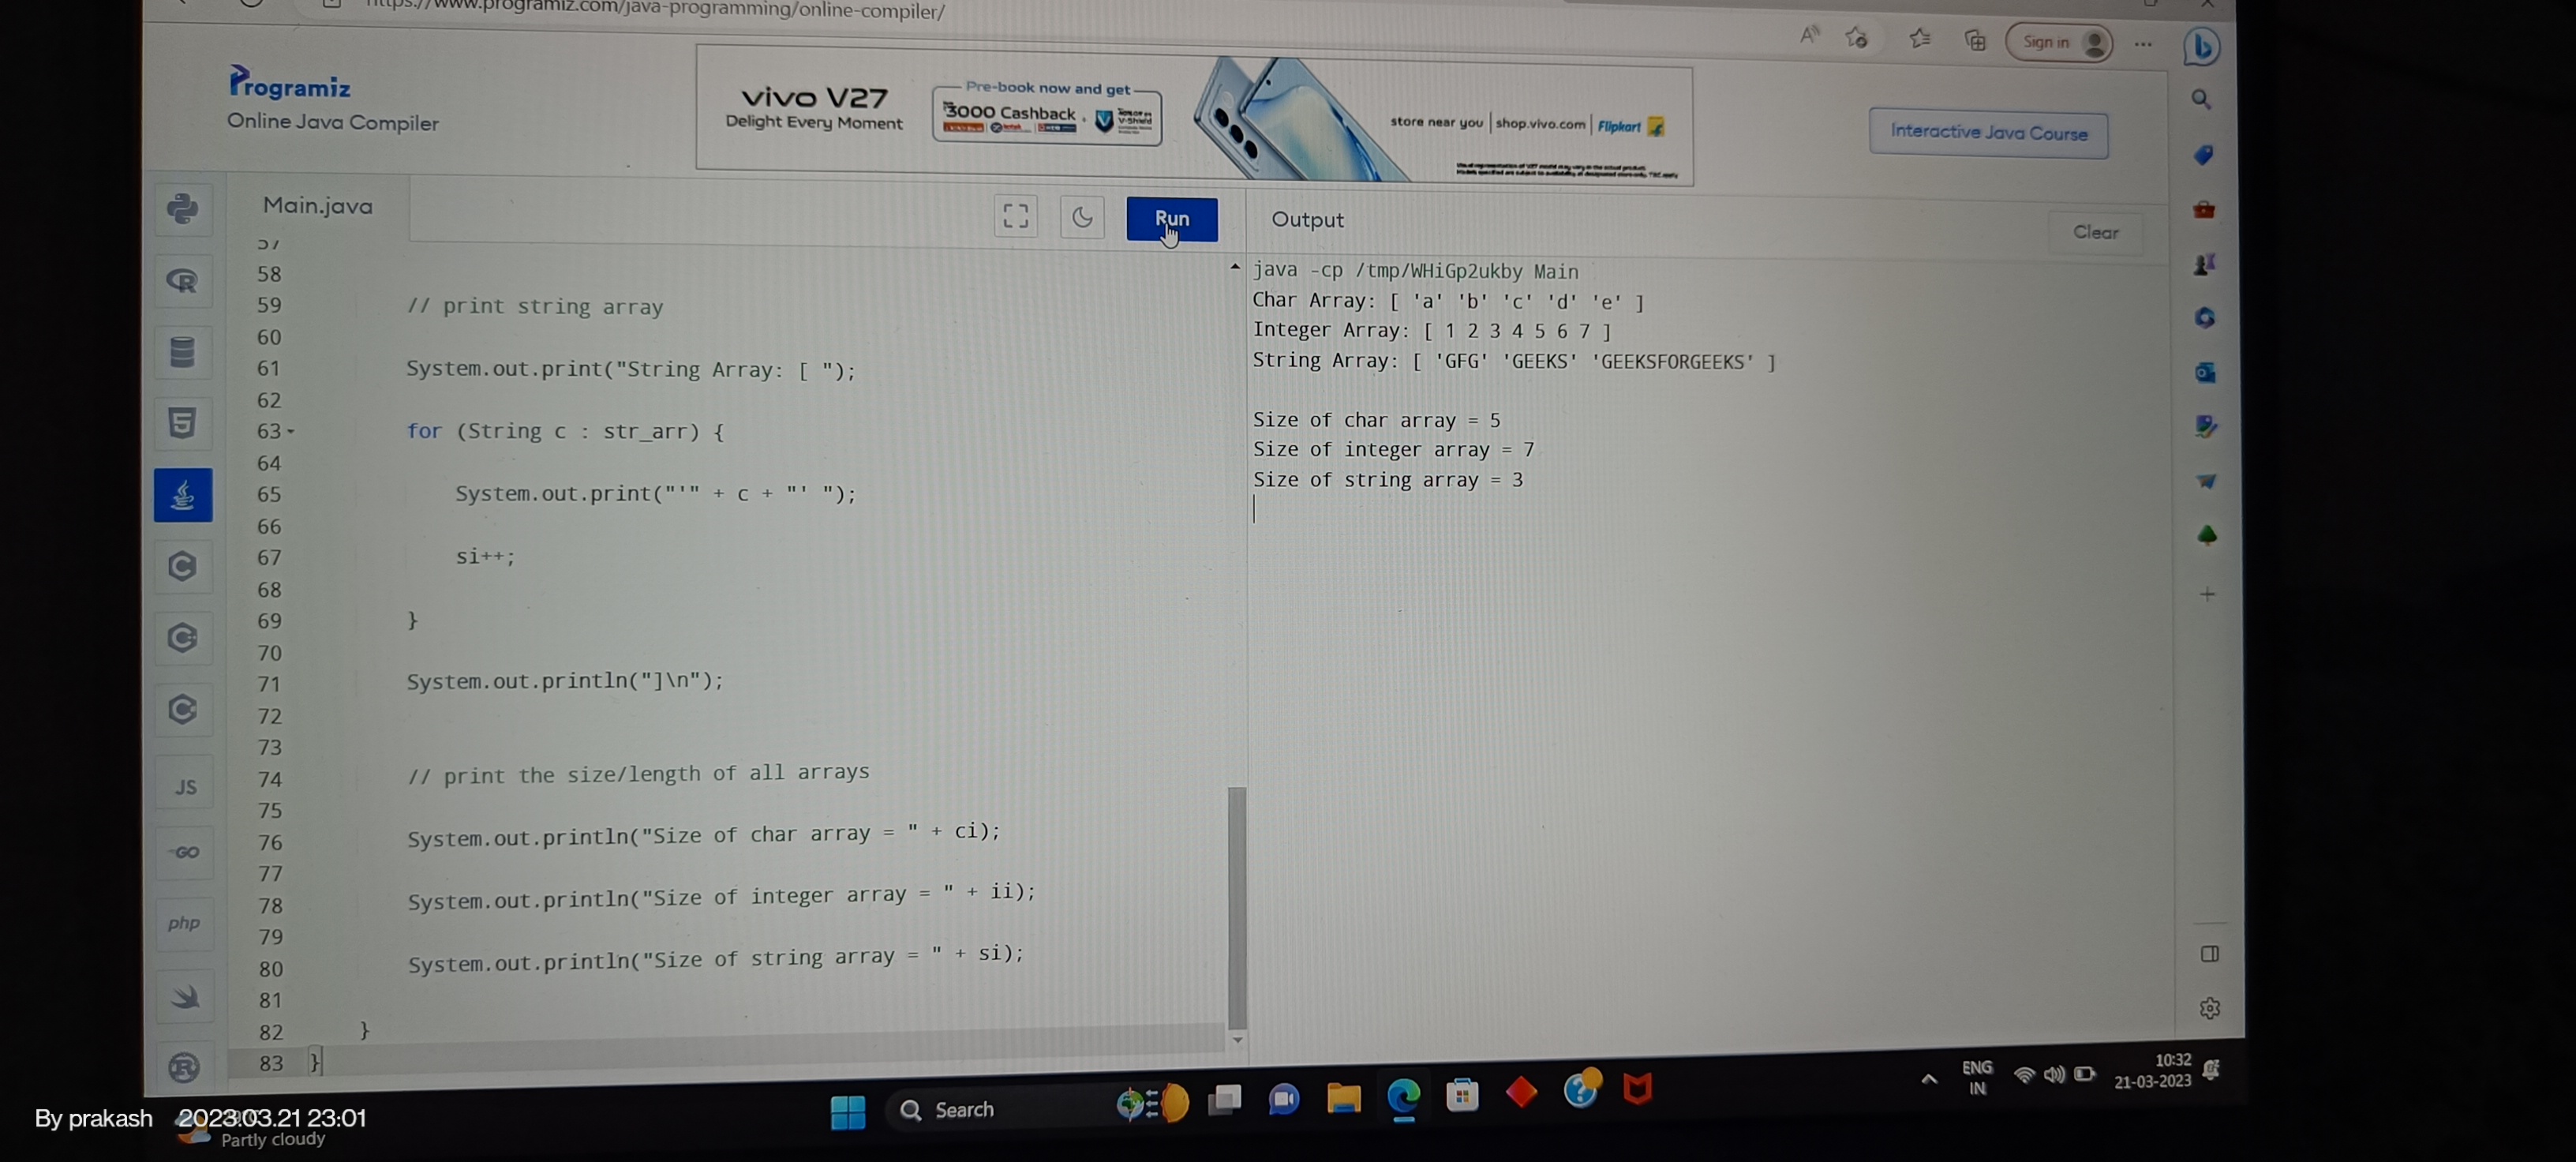 https://www.programiz.com/java-programming/online-compiler/
Sign in
Programiz
Online Java Compiler
vivo V27
Delight Every Moment
Pre-book now and get
₹3000 Cashback
store near you | shop.vivo.com | Flipkart
Interactive Java Course
Main.java
Run
Output
Clear
57
58
59 // print string array
60
61 System.out.print("String Array: [ ");
62
63 for (String c : str_arr) {
64
65 System.out.print("'" + c + "' ");
66
67 si++;
68
69 }
70
71 System.out.println("]\n");
72
73
74 // print the size/length of all arrays
75
76 System.out.println("Size of char array = " + ci);
77
78 System.out.println("Size of integer array = " + ii);
79
80 System.out.println("Size of string array = " + si);
81
82 }
83 }
java -cp /tmp/WHiGp2ukby Main
Char Array: [ 'a' 'b' 'c' 'd' 'e' ]
Integer Array: [ 1 2 3 4 5 6 7 ]
String Array: [ 'GFG' 'GEEKS' 'GEEKSFORGEEKS' ]
Size of char array = 5
Size of integer array = 7
Size of string array = 3
JS
GO
php
Search
ENG
IN
10:32
21-03-2023
By prakash 2023.03.21 23:01
Partly cloudy